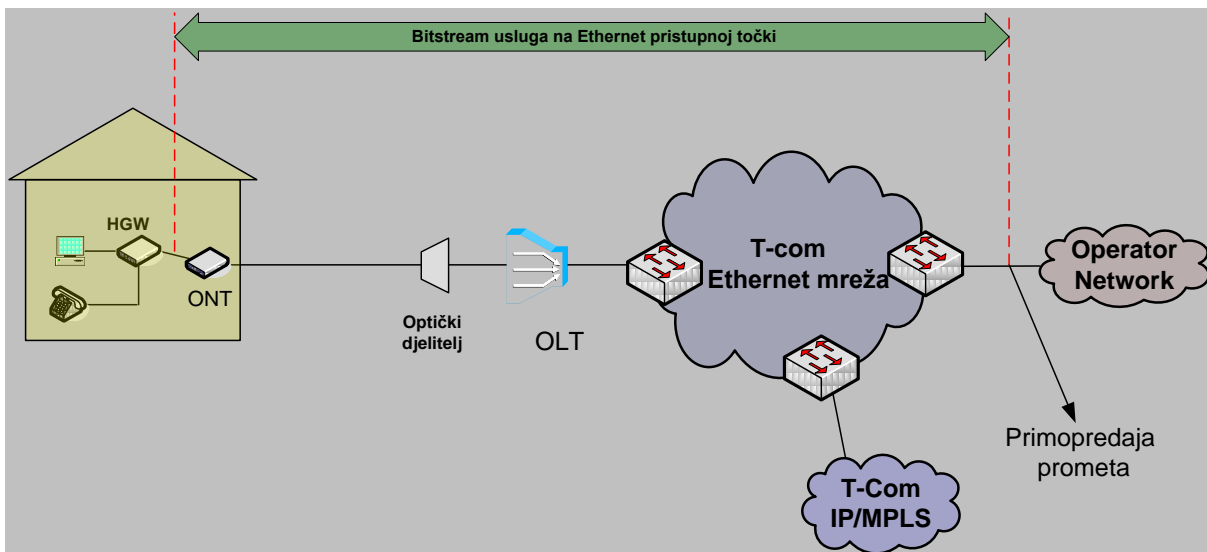 Bitstream usluga na Ethernet pristupnoj točki
HGW
ONT
Optički
djelitelj
OLT
T-com
Ethernet mreža
Operator
Network
Primopredaja
prometa
T-Com
IP/MPLS